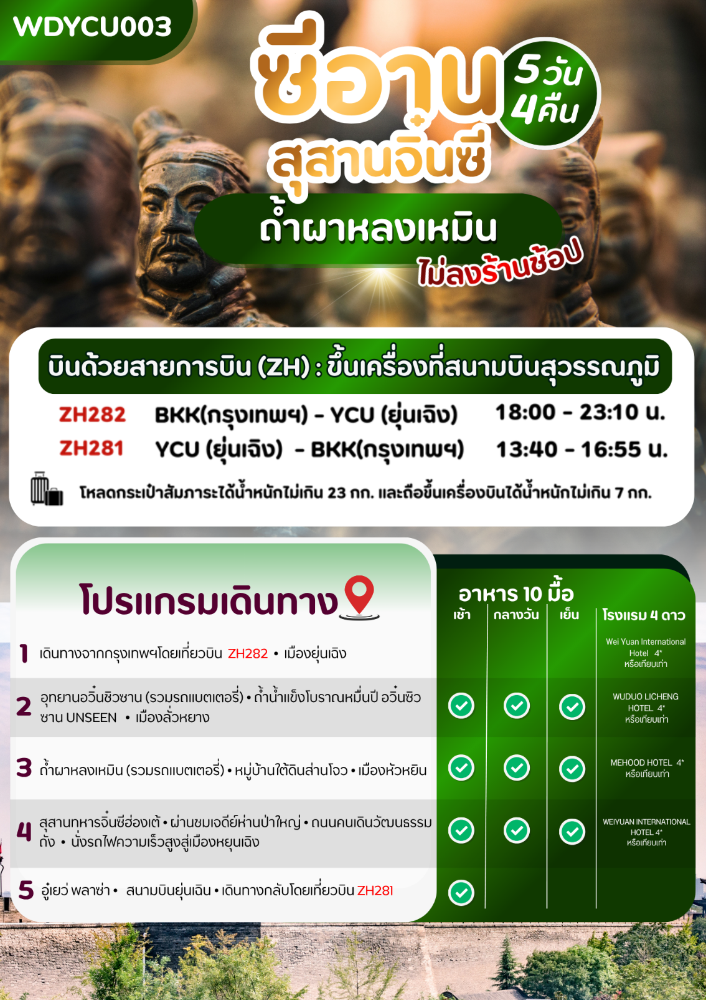 WDYCU003
ซีอาน
5 วัน
4 คืน
สุสานจิ๋นซี
ถ้ำผาหลงเหมิน
ไม่ลงร้านช้อป
บินด้วยสายการบิน (ZH) : ขึ้นเครื่องที่สนามบินสุวรรณภูมิ
ZH282 BKK(กรุงเทพฯ) – YCU (ยุ่นเฉิง) 18:00 – 23:10 น.
ZH281 YCU (ยุ่นเฉิง) – BKK(กรุงเทพฯ) 13:40 – 16:55 น.
โหลดกระเป๋าสัมภาระได้น้ำหนักไม่เกิน 23 กก. และถือขึ้นเครื่องบินได้น้ำหนักไม่เกิน 7 กก.
โปรแกรมเดินทาง
อาหาร 10 มื้อ
เช้า กลางวัน เย็น โรงแรม 4 ดาว
1 เดินทางจากกรุงเทพฯโดยเที่ยวบิน ZH282 • เมืองยุ่นเฉิง
Wei Yuan International
Hotel 4*
หรือเทียบเท่า
2 อุทยานอวิ๋นชิวซาน (รวมรถแบตเตอรี่) • ถ้ำน้ำแข็งโบราณหมื่นปี อวิ๋นชิว
ซาน UNSEEN • เมืองลั่วหยาง
WUDUO LICHENG
HOTEL 4*
หรือเทียบเท่า
3 ถ้ำผาหลงเหมิน (รวมรถแบตเตอรี่) • หมู่บ้านใต้ดินส่านโจว • เมืองหัวหยิน
MEHOOD HOTEL 4*
หรือเทียบเท่า
4 สุสานทหารจิ๋นซีฮ่องเต้ • ผ่านชมเจดีย์ห่านป่าใหญ่ • ถนนคนเดินวัฒนธรรม
ถัง • นั่งรถไฟความเร็วสูงสู่เมืองหยุนเฉิง
WEIYUAN INTERNATIONAL
HOTEL 4*
หรือเทียบเท่า
5 อู๋เยว่ พลาซ่า • สนามบินยุ่นเฉิน • เดินทางกลับโดยเที่ยวบิน ZH281